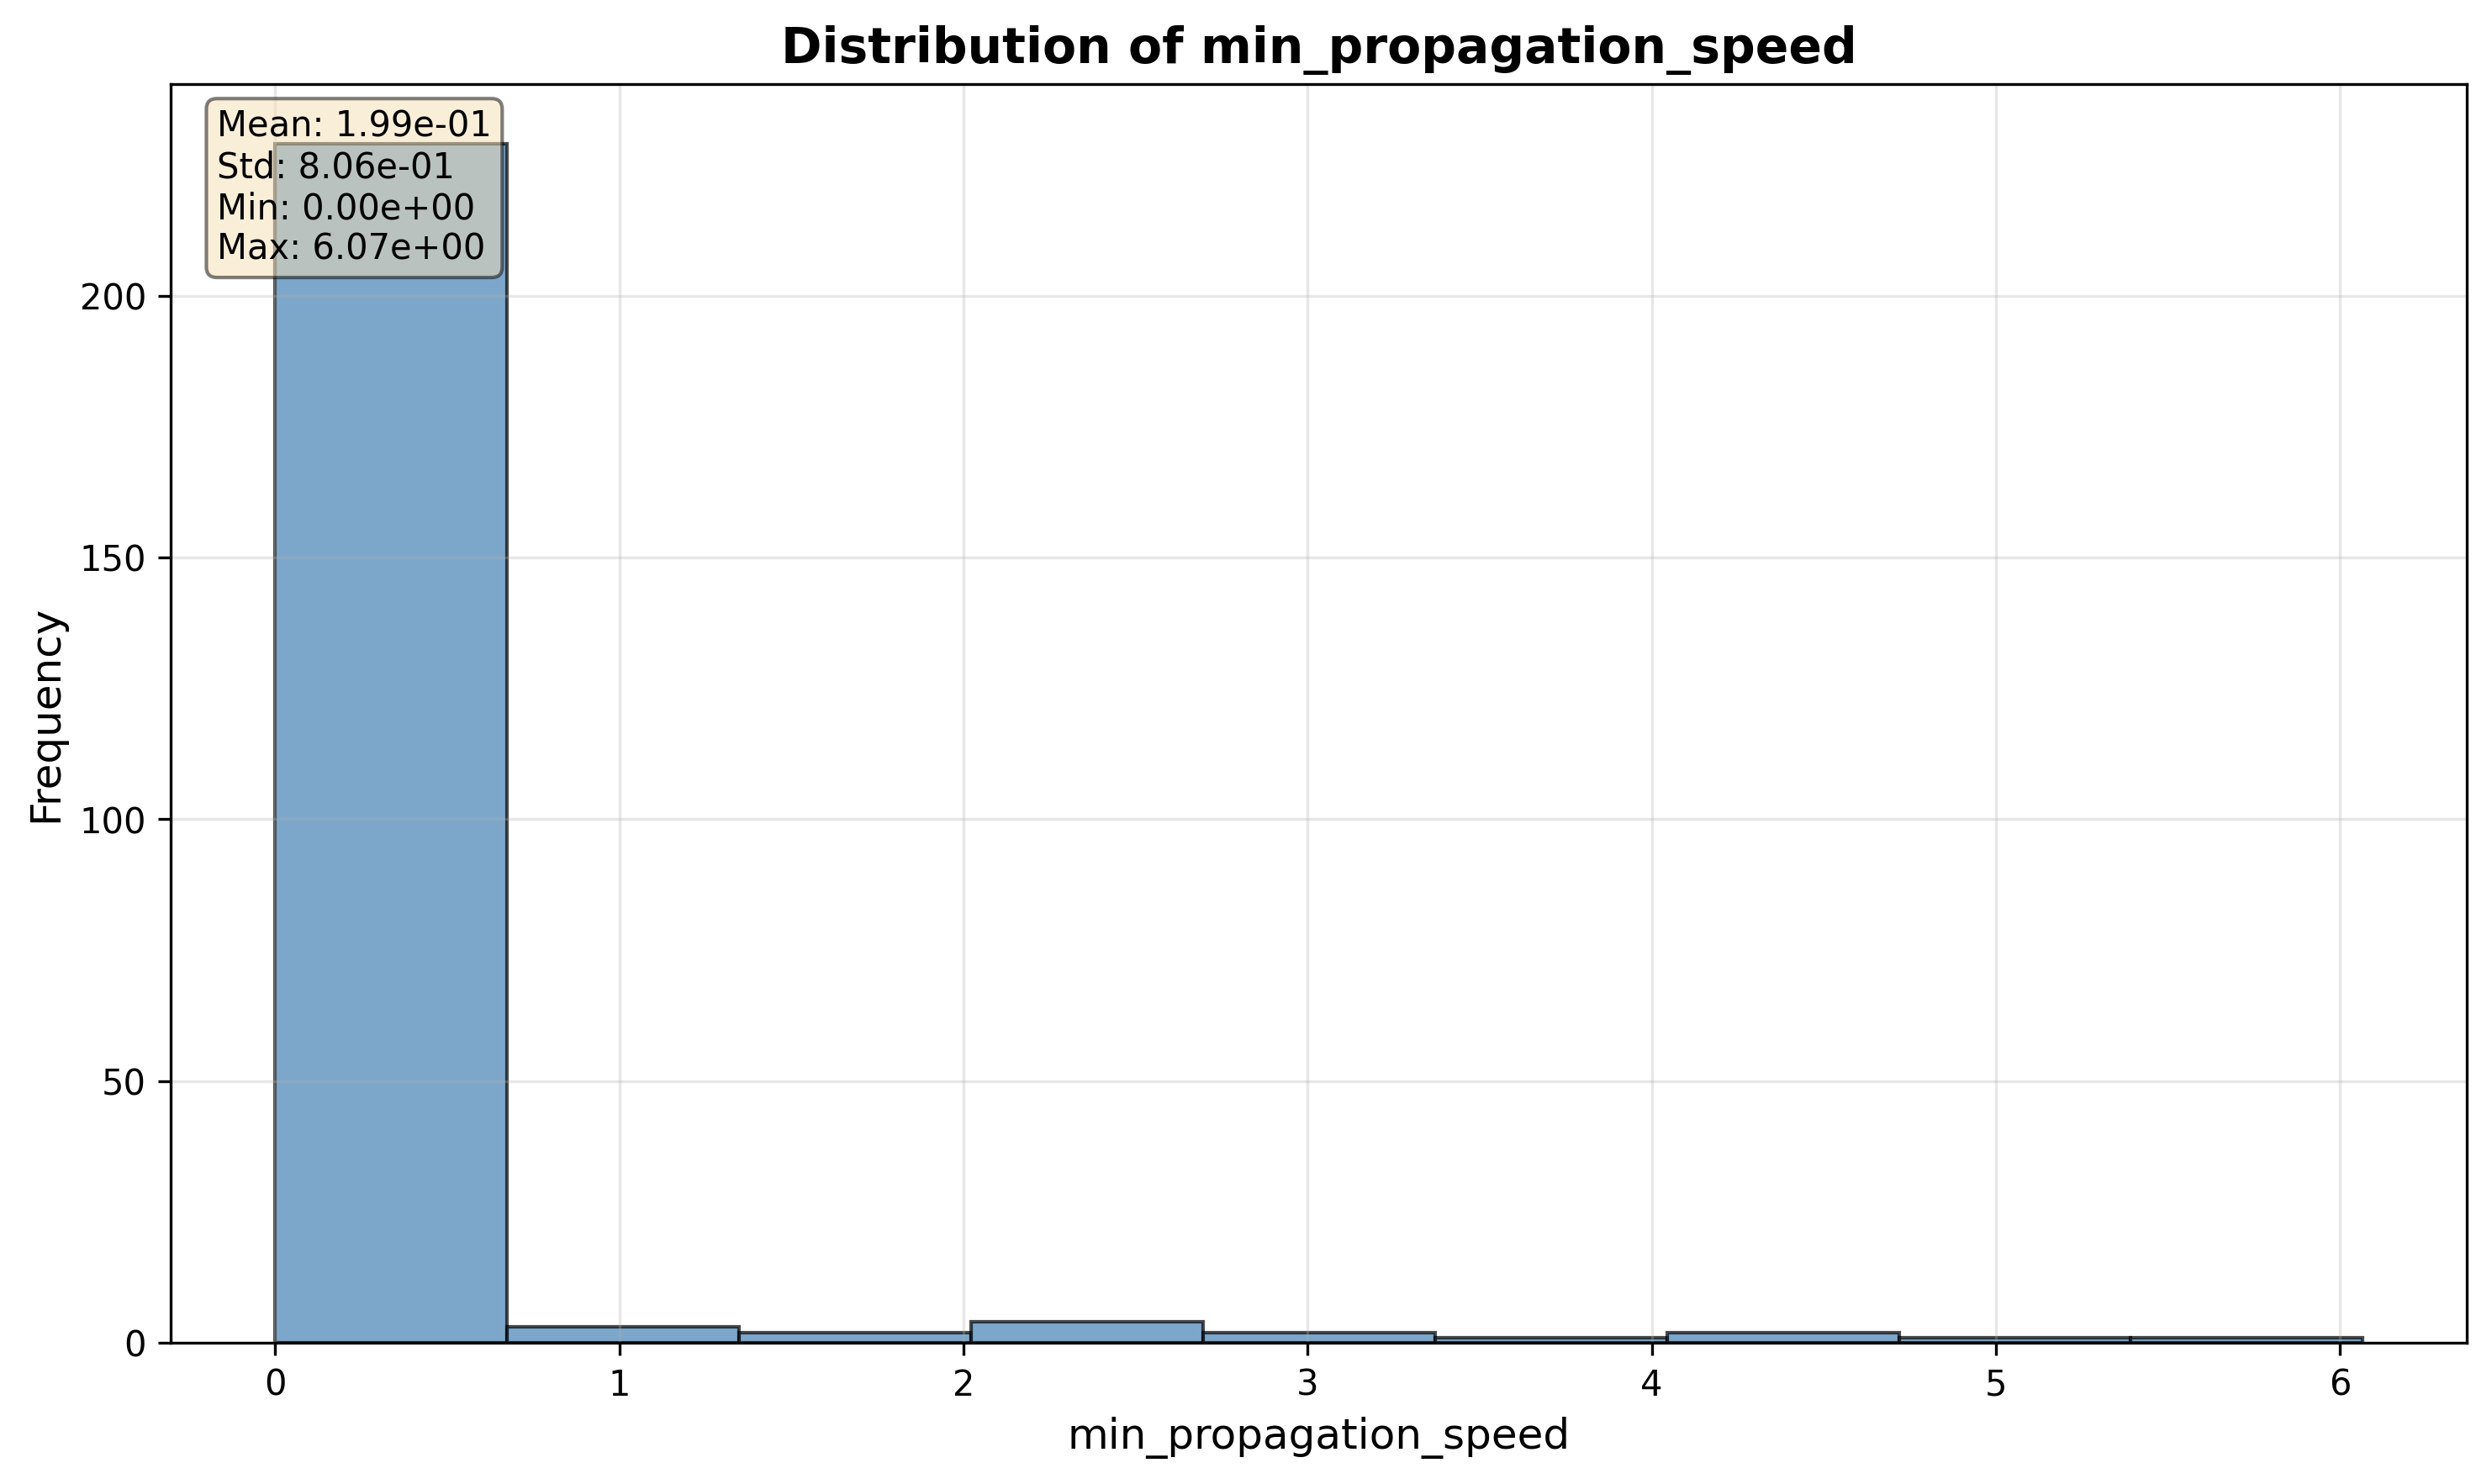 Distribution of min_propagation_speed
Mean: 1.99e-01
Std: 8.06e-01
Min: 0.00e+00
Max: 6.07e+00
200
150
100
50
0
Frequency
0 1 2 3 4 5 6
min_propagation_speed